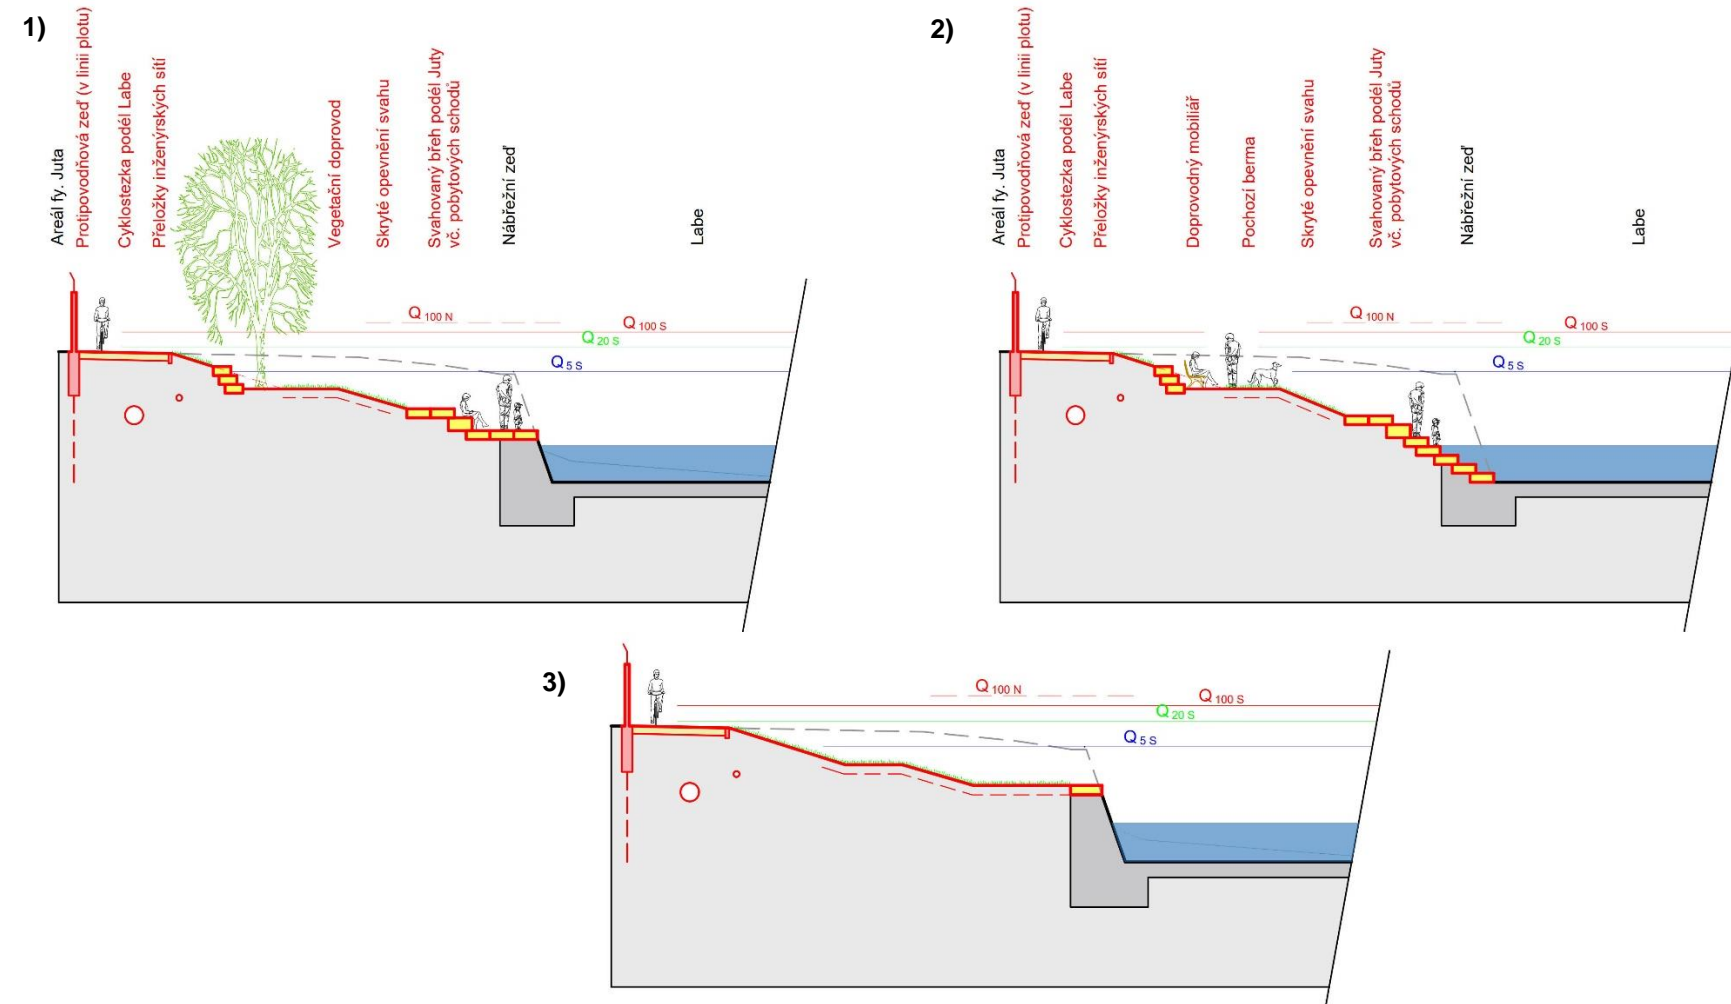 1)
Areál fy. Juta
Protipovodňová zeď (v linii plotu)
Cyklostezka podél Labe
Přeložky inženýrských sítí
Vegetační doprovod
Skryté opevnění svahu
Svahovaný břeh podél Juty
vč. pobytových schodů
Nábřežní zeď
Labe
Q 100 N
Q 100 S
Q 20 S
Q 5 S
2)
Areál fy. Juta
Protipovodňová zeď (v linii plotu)
Cyklostezka podél Labe
Přeložky inženýrských sítí
Doprovodný mobiliář
Pochozí berma
Skryté opevnění svahu
Svahovaný břeh podél Juty
vč. pobytových schodů
Nábřežní zeď
Labe
Q 100 N
Q 100 S
Q 20 S
Q 5 S
3)
Q 100 N
Q 100 S
Q 20 S
Q 5 S